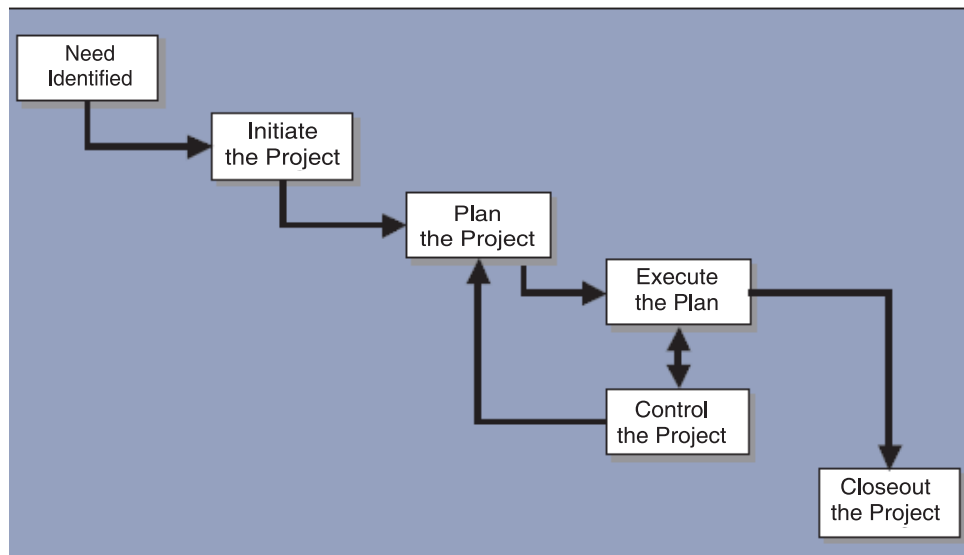 Need
Identified
Initiate
the Project
Plan
the Project
Execute
the Plan
Control
the Project
Closeout
the Project